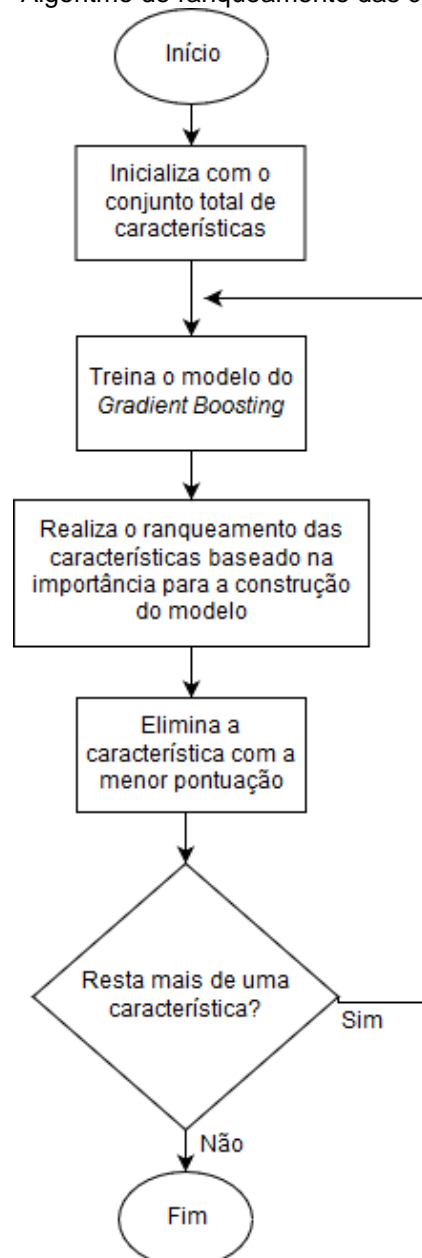 Algoritmo de ranqueamento das
Início
Inicializa com o
conjunto total de
características
Treina o modelo do
Gradient Boosting
Realiza o ranqueamento das
características baseado na
importância para a construção
do modelo
Elimina a
característica com a
menor pontuação
Resta mais de uma
característica?
Sim
Não
Fim